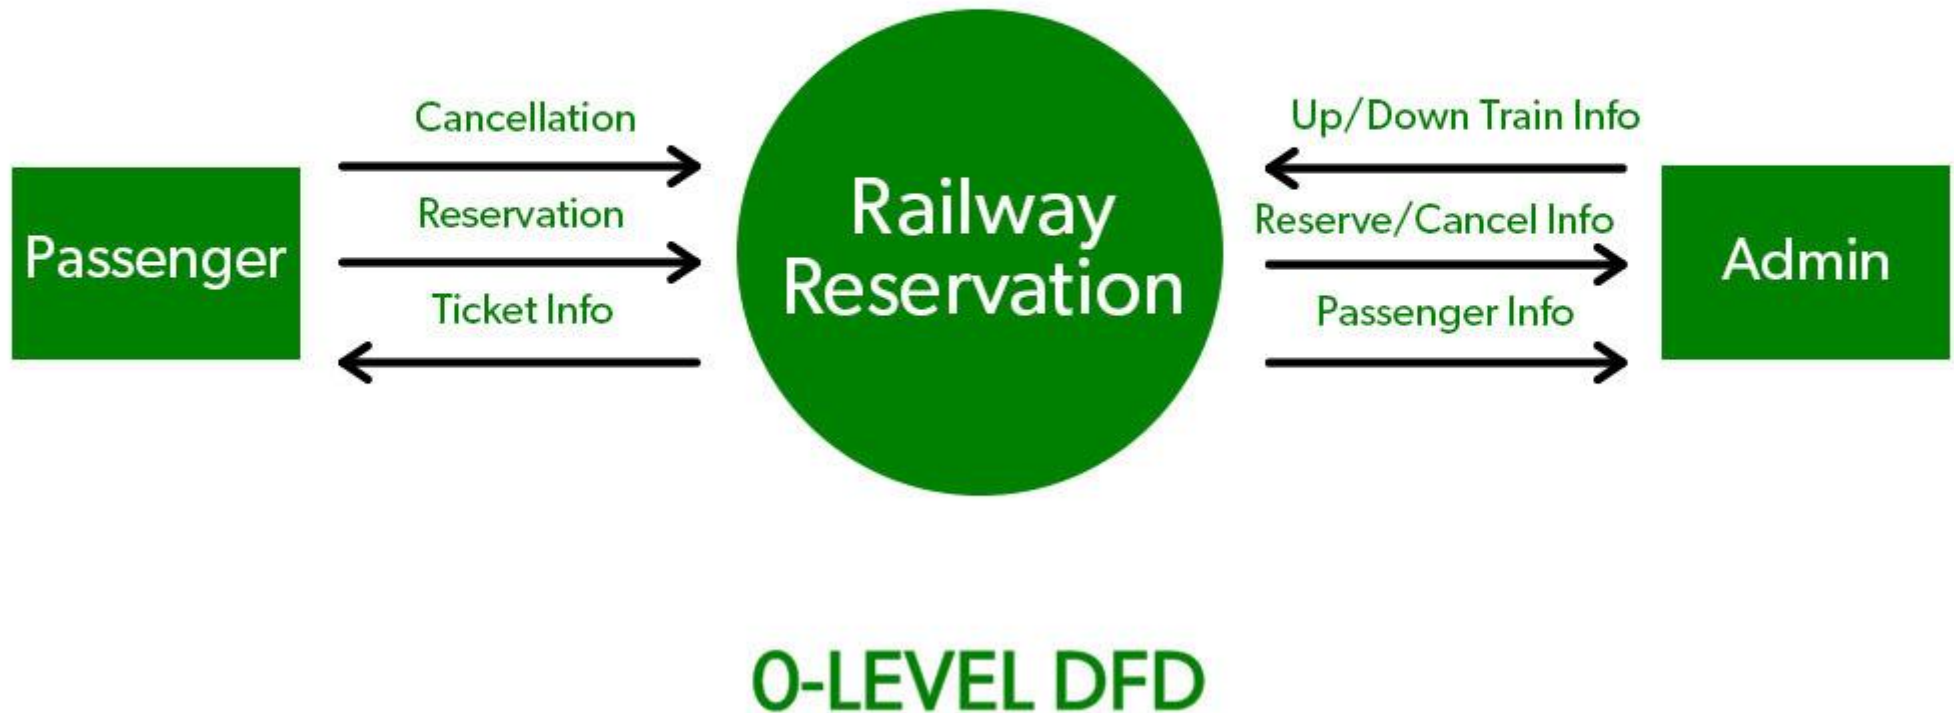 Cancellation
Up/Down Train Info
Reservation
Reserve/Cancel Info
Passenger
Railway
Reservation
Admin
Ticket Info
Passenger Info
0-LEVEL DFD